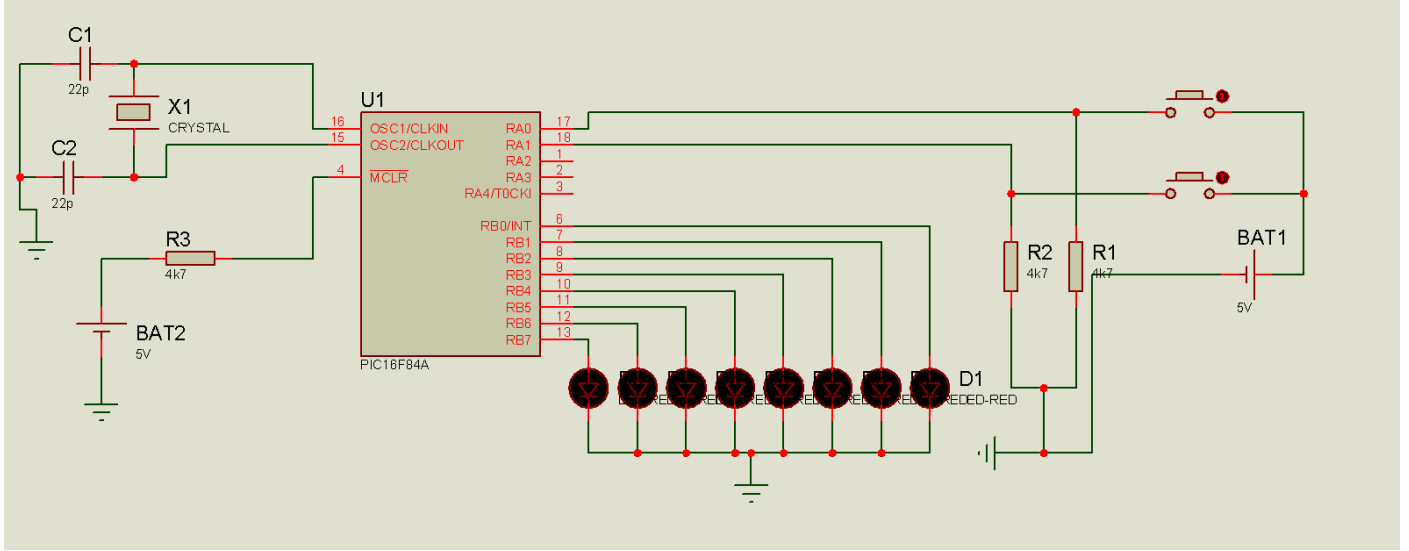 C1
22p
X1
CRYSTAL
C2
22p
R3
4k7
BAT2
5V
U1
16
OSC1/CLKIN
15
OSC2/CLKOUT
4
MCLR
RA0
17
RA1
18
RA2
1
RA3
2
RA4/T0CKI
3
RB0/INT
6
RB1
7
RB2
8
RB3
9
RB4
10
RB5
11
RB6
12
RB7
13
PIC16F84A
D1
R2
4k7
R1
4k7
BAT1
5V